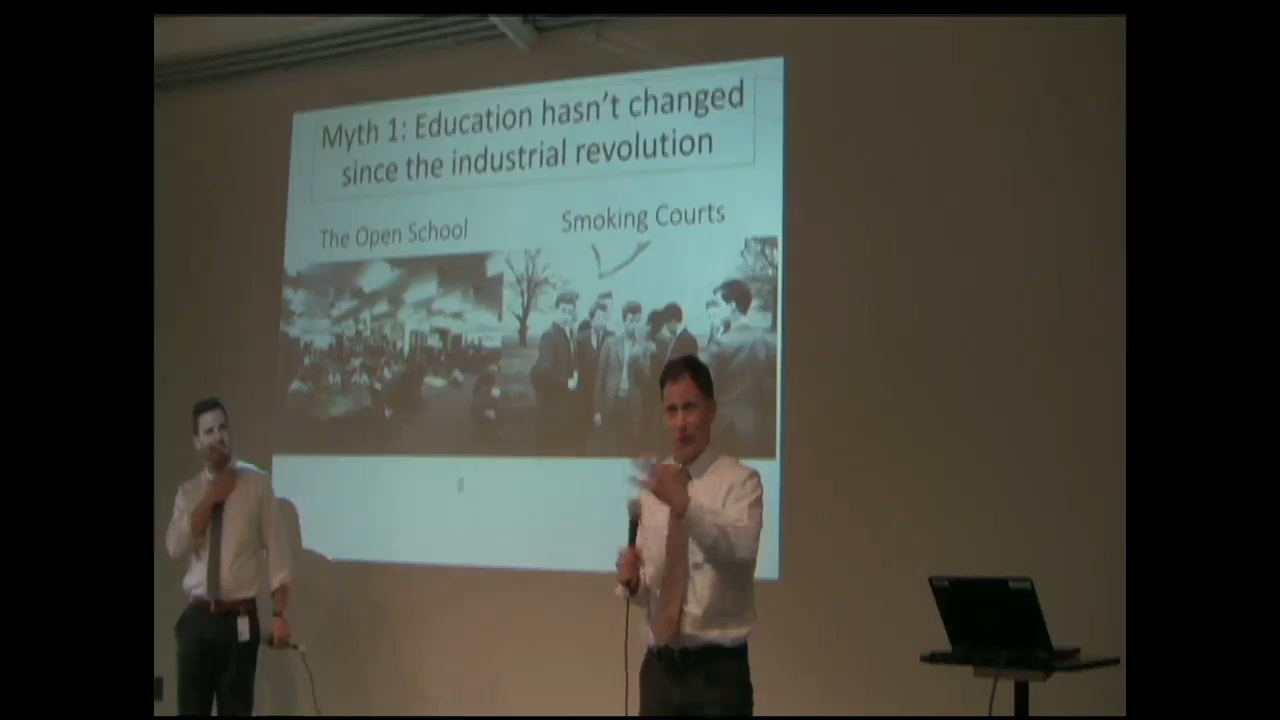 Myth 1: Education hasn't changed
since the industrial revolution
The Open School
Smoking Courts